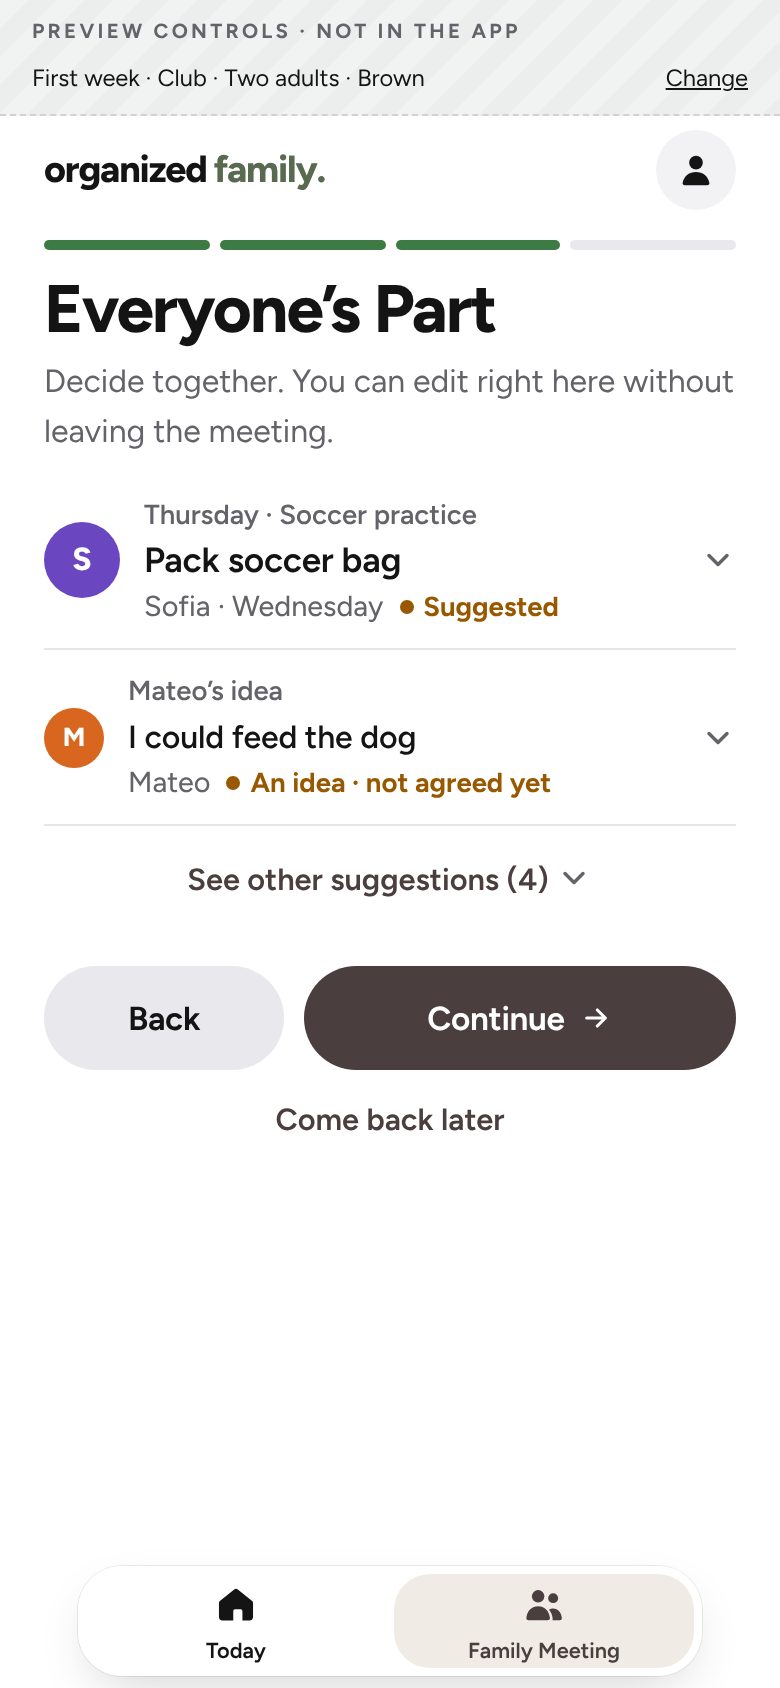 PREVIEW CONTROLS · NOT IN THE APP
First week · Club · Two adults · Brown
Change
organized family.
Everyone’s Part
Decide together. You can edit right here without
leaving the meeting.
Thursday · Soccer practice
S
Pack soccer bag
Sofia · Wednesday ● Suggested
Mateo’s idea
M
I could feed the dog
Mateo ● An idea · not agreed yet
See other suggestions (4)
Back
Continue →
Come back later
Today
Family Meeting